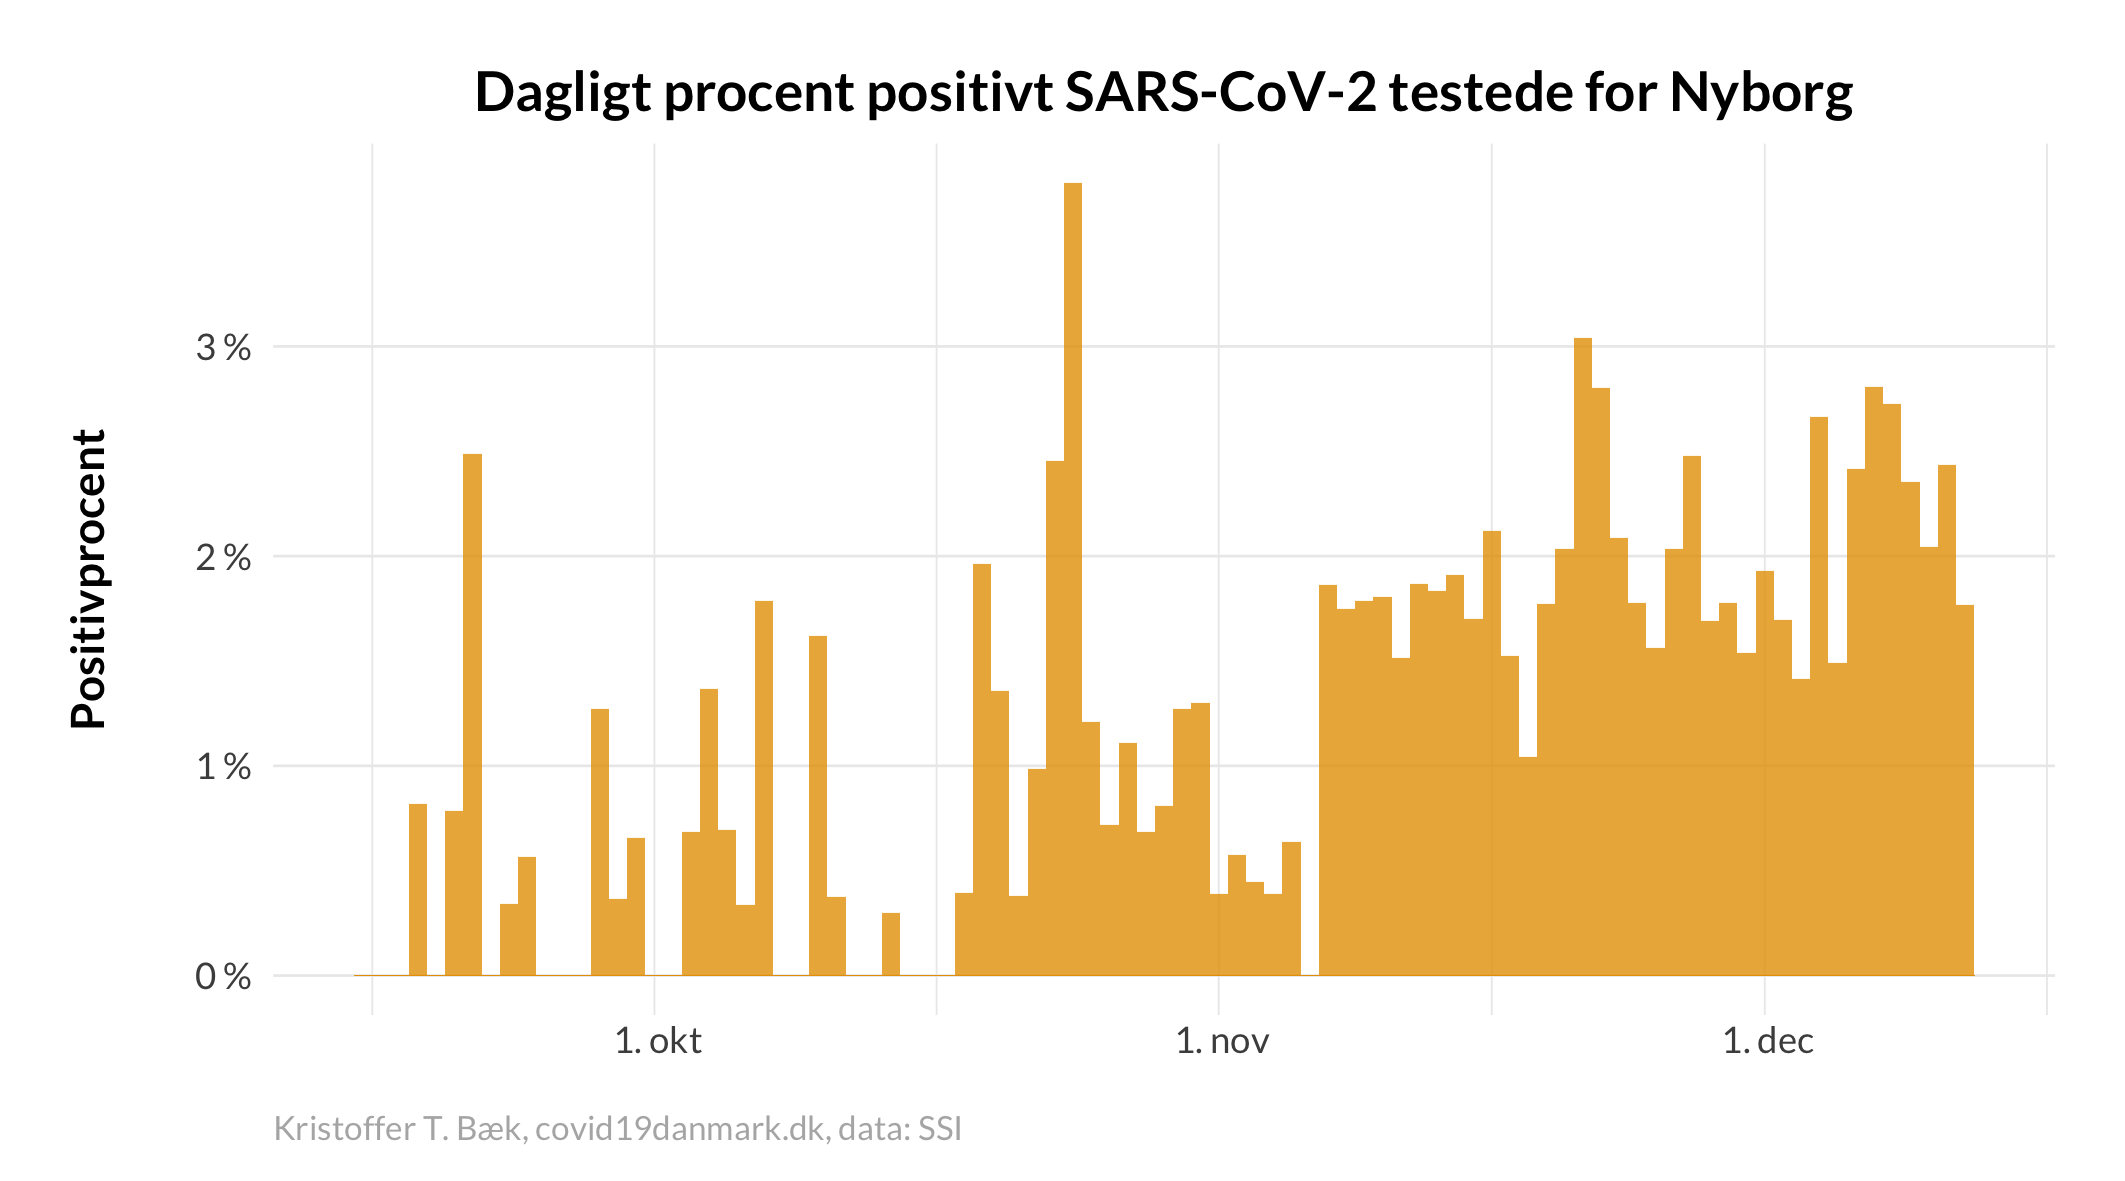 Dagligt procent positivt SARS-CoV-2 testede for Nyborg
Positivprocent
3 %
2 %
1 %
0 %
1. okt
1. nov
1. dec
Kristoffer T. Bæk, covid19danmark.dk, data: SSI